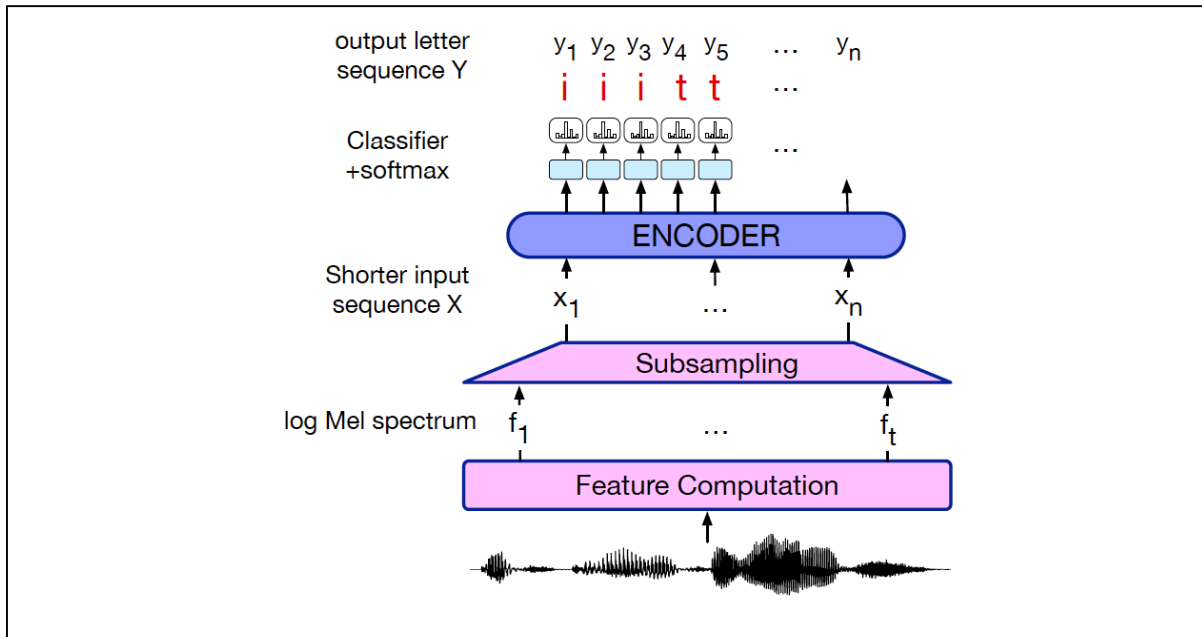 output letter sequence Y
y1 y2 y3 y4 y5 ... yn
i i i t t ...
Classifier +softmax
...
ENCODER
Shorter input sequence X
x1 ... xn
Subsampling
log Mel spectrum
f1 ... ft
Feature Computation